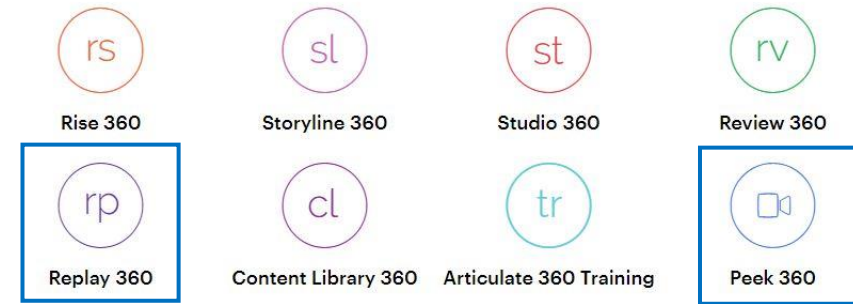 rs sl st rv
Rise 360 Storyline 360 Studio 360 Review 360
rp cl tr
Replay 360 Content Library 360 Articulate 360 Training Peek 360